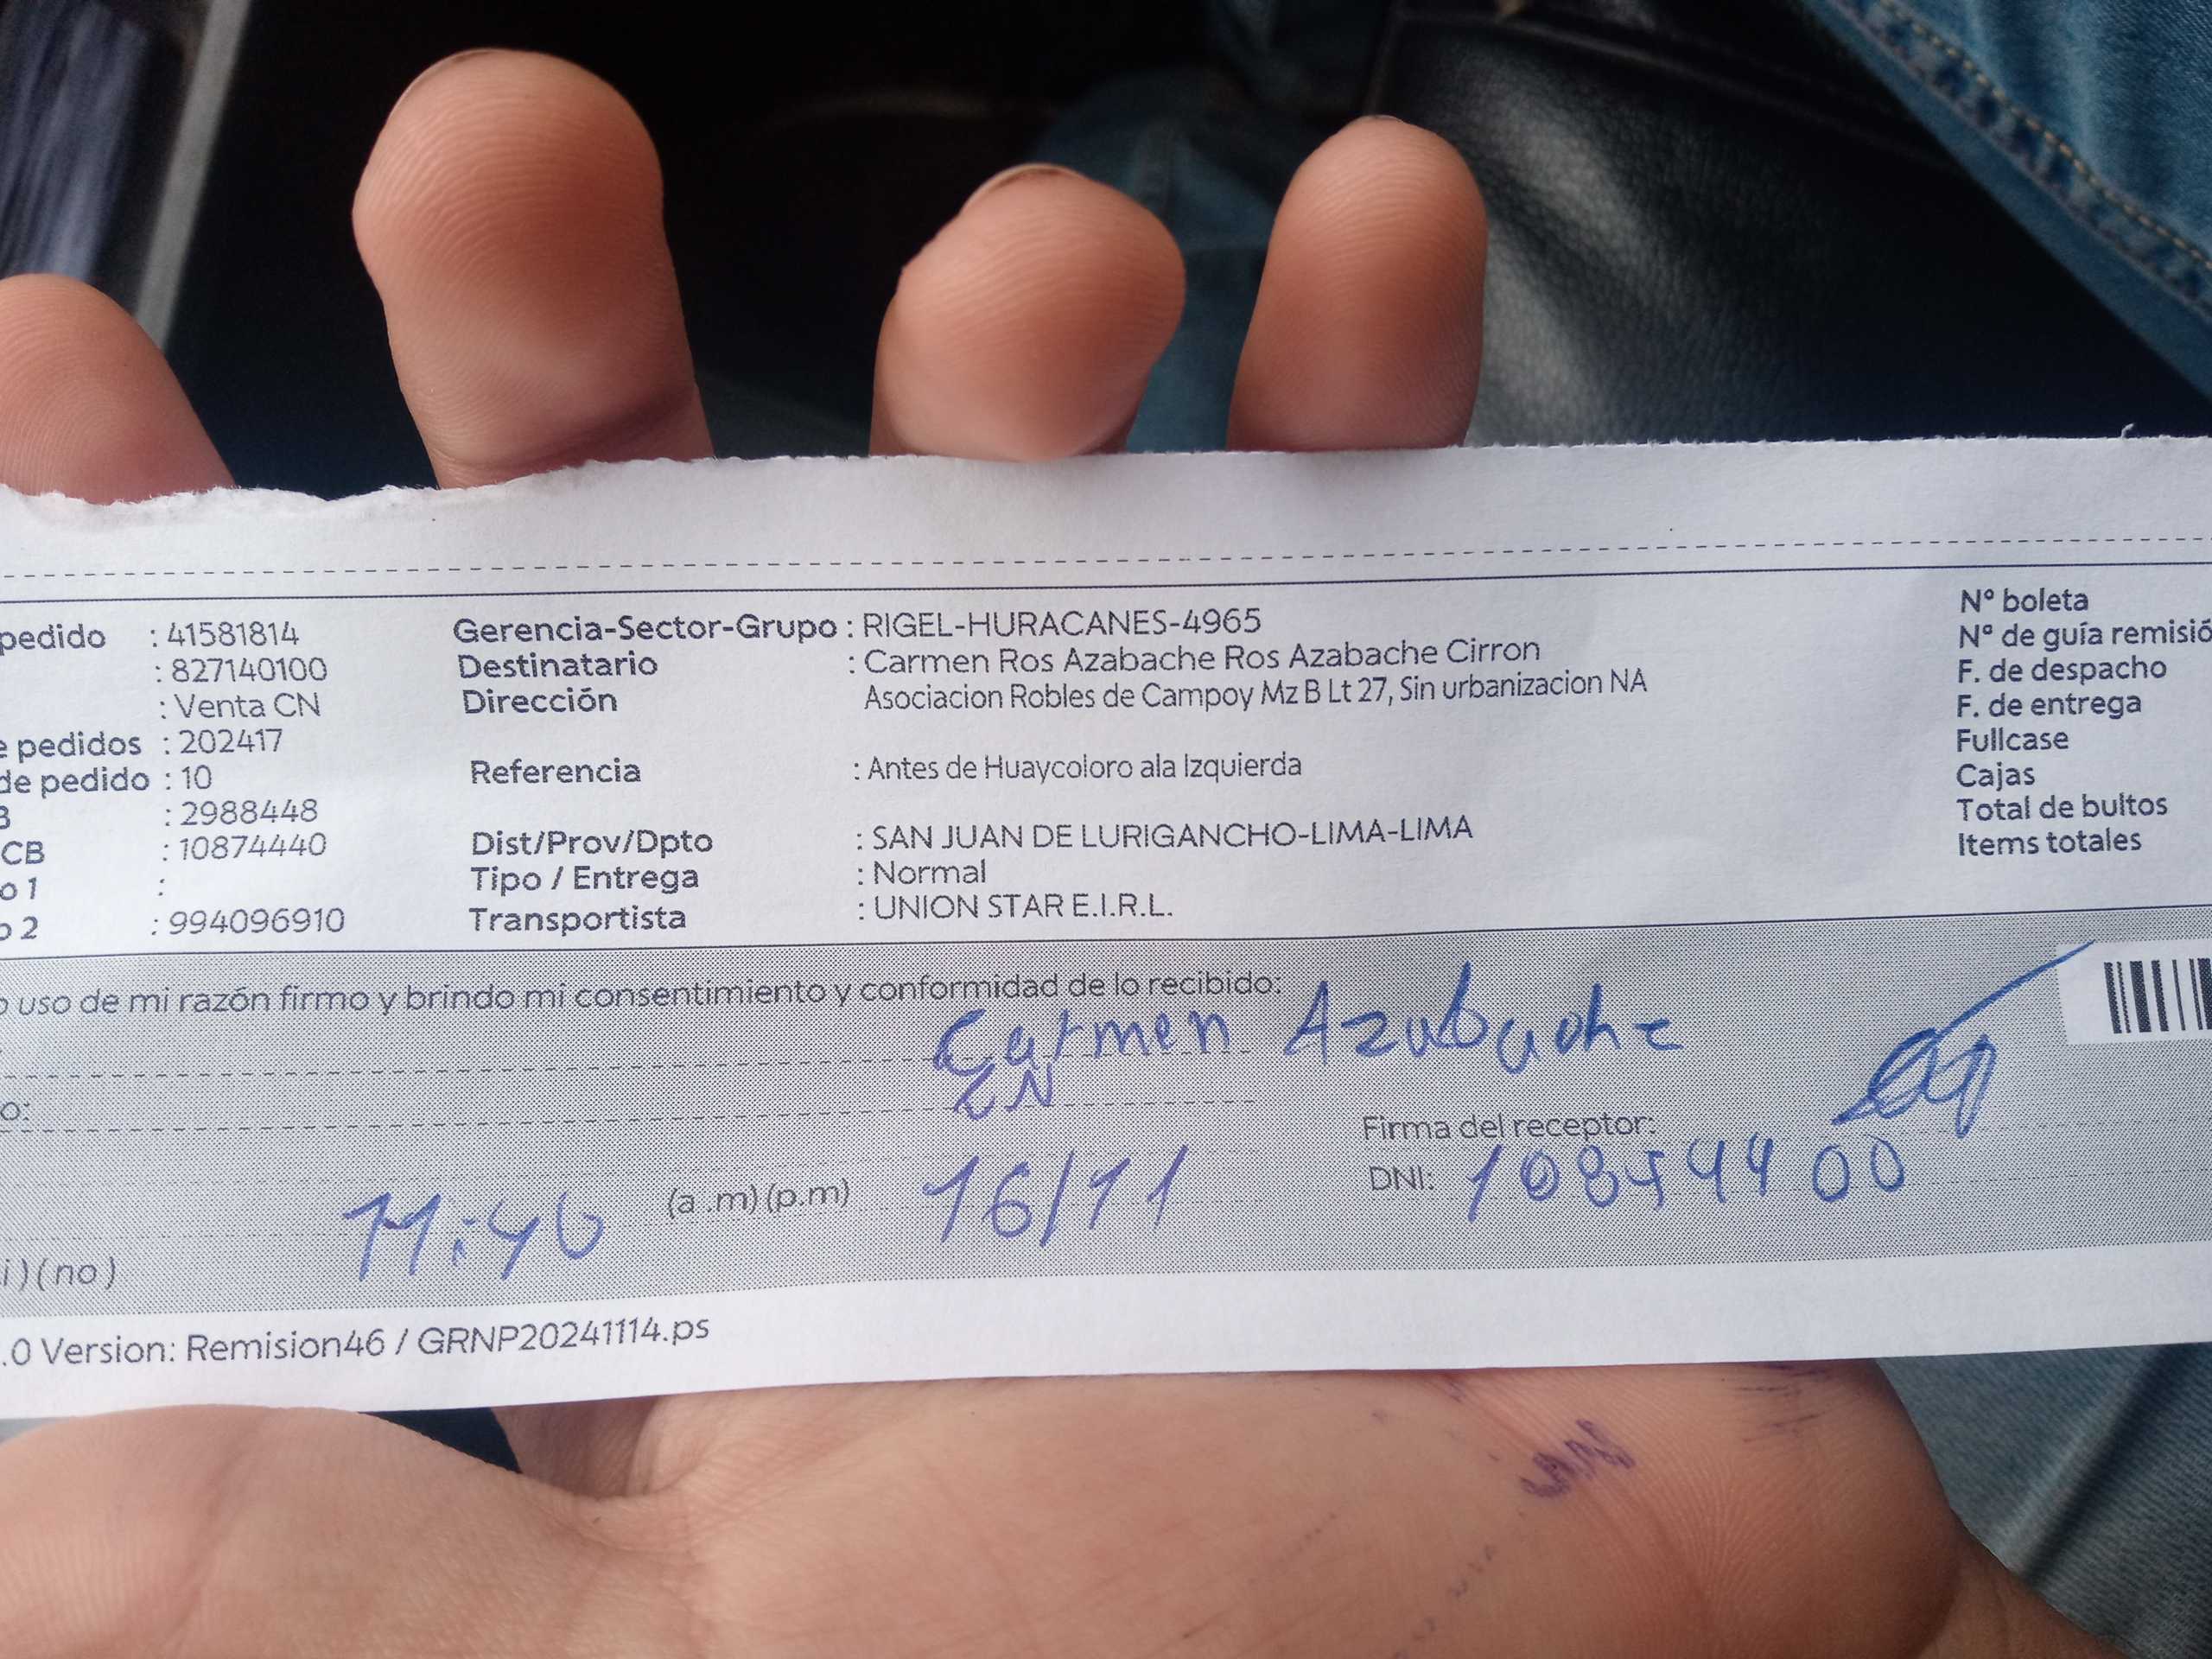 pedido : 41581814 Gerencia-Sector-Grupo : RIGEL-HURACANES-4965 Nº boleta
: 827140100 Destinatario : Carmen Ros Azabache Ros Azabache Cirron Nº de guía remisió
: Venta CN Dirección Asociacion Robles de Campoy Mz B Lt 27, Sin urbanizacion NA F. de despacho
e pedidos : 202417 F. de entrega
de pedido : 10 Referencia : Antes de Huaycoloro ala Izquierda Fullcase
B : 2988448 Cajas
CB : 10874440 Dist/Prov/Dpto : SAN JUAN DE LURIGANCHO-LIMA-LIMA Total de bultos
o 1 : Tipo / Entrega : Normal Items totales
o 2 : 994096910 Transportista : UNION STAR E.I.R.L.
o uso de mi razón firmo y brindo mi consentimiento y conformidad de lo recibido:
Carmen Azabache
CN
o:
Firma del receptor:
11:46 (a .m) (p.m) 16/11 DNI:
i) (no)
.0 Version: Remision46 / GRNP20241114.ps